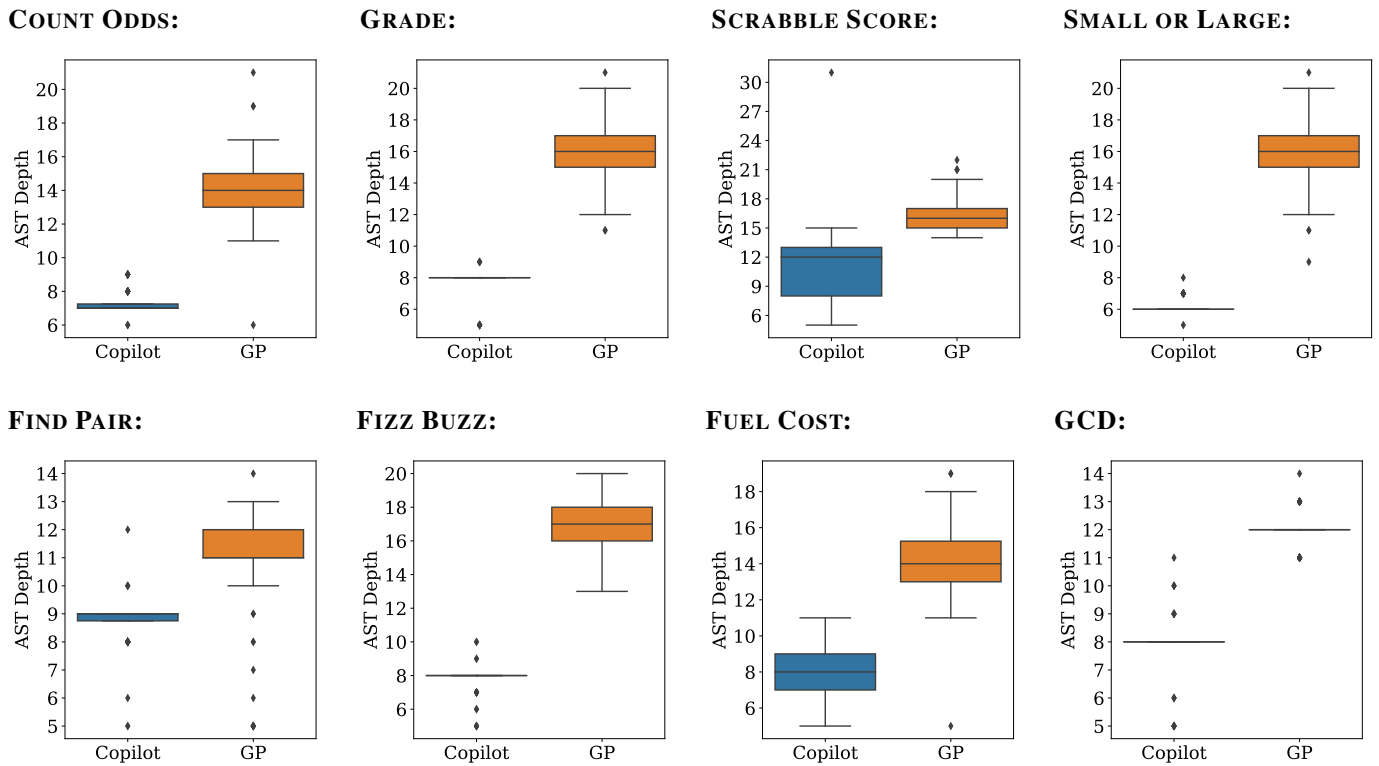 COUNT ODDS:
20
18
16
14
12
10
8
6
AST Depth
Copilot GP
GRADE:
20
18
16
14
12
10
8
6
AST Depth
Copilot GP
SCRABBLE SCORE:
30
27
24
21
18
15
12
9
6
AST Depth
Copilot GP
SMALL OR LARGE:
20
18
16
14
12
10
8
6
AST Depth
Copilot GP
FIND PAIR:
14
13
12
11
10
9
8
7
6
5
AST Depth
Copilot GP
FIZZ BUZZ:
20
18
16
14
12
10
8
6
AST Depth
Copilot GP
FUEL COST:
18
16
14
12
10
8
6
AST Depth
Copilot GP
GCD:
14
13
12
11
10
9
8
7
6
5
AST Depth
Copilot GP